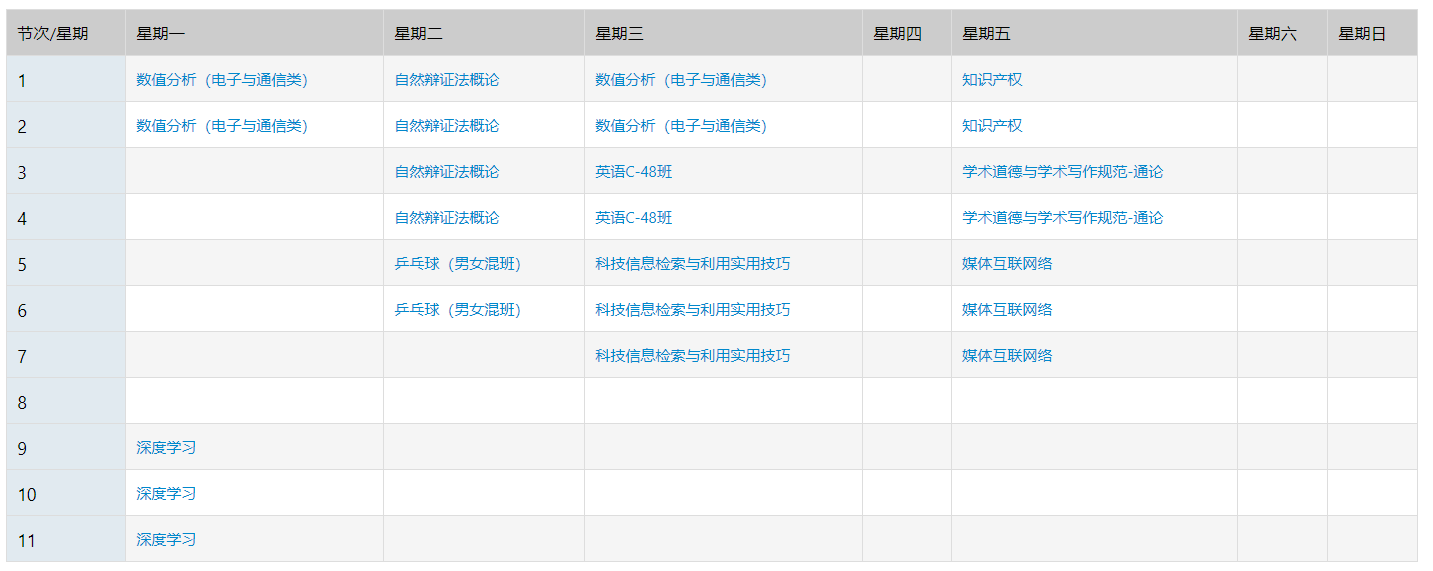 节次/星期 星期一 星期二 星期三 星期四 星期五 星期六 星期日
1 数值分析（电子与通信类） 自然辩证法概论 数值分析（电子与通信类） 知识产权
2 数值分析（电子与通信类） 自然辩证法概论 数值分析（电子与通信类） 知识产权
3 自然辩证法概论 英语C-48班 学术道德与学术写作规范-通论
4 自然辩证法概论 英语C-48班 学术道德与学术写作规范-通论
5 乒乓球（男女混班） 科技信息检索与利用实用技巧 媒体互联网络
6 乒乓球（男女混班） 科技信息检索与利用实用技巧 媒体互联网络
7 科技信息检索与利用实用技巧 媒体互联网络
8
9 深度学习
10 深度学习
11 深度学习